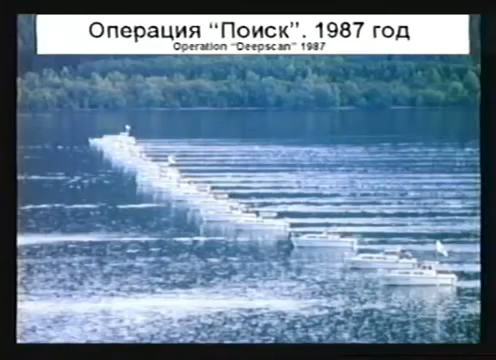 Операция “Поиск”. 1987 год
Operation “Deepscan” 1987